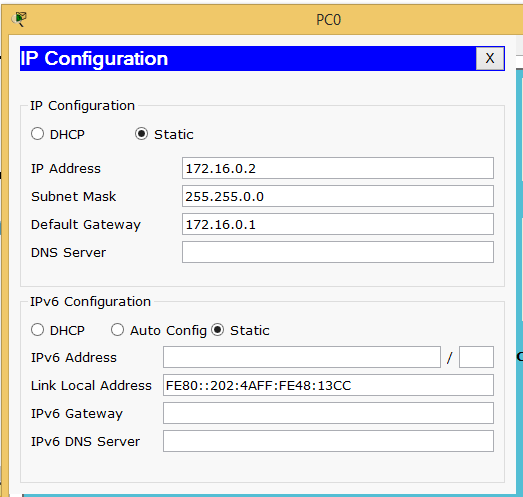 PC0
IP Configuration X
IP Configuration
DHCP Static
IP Address 172.16.0.2
Subnet Mask 255.255.0.0
Default Gateway 172.16.0.1
DNS Server
IPv6 Configuration
DHCP Auto Config Static
IPv6 Address /
Link Local Address FE80::202:4AFF:FE48:13CC
IPv6 Gateway
IPv6 DNS Server